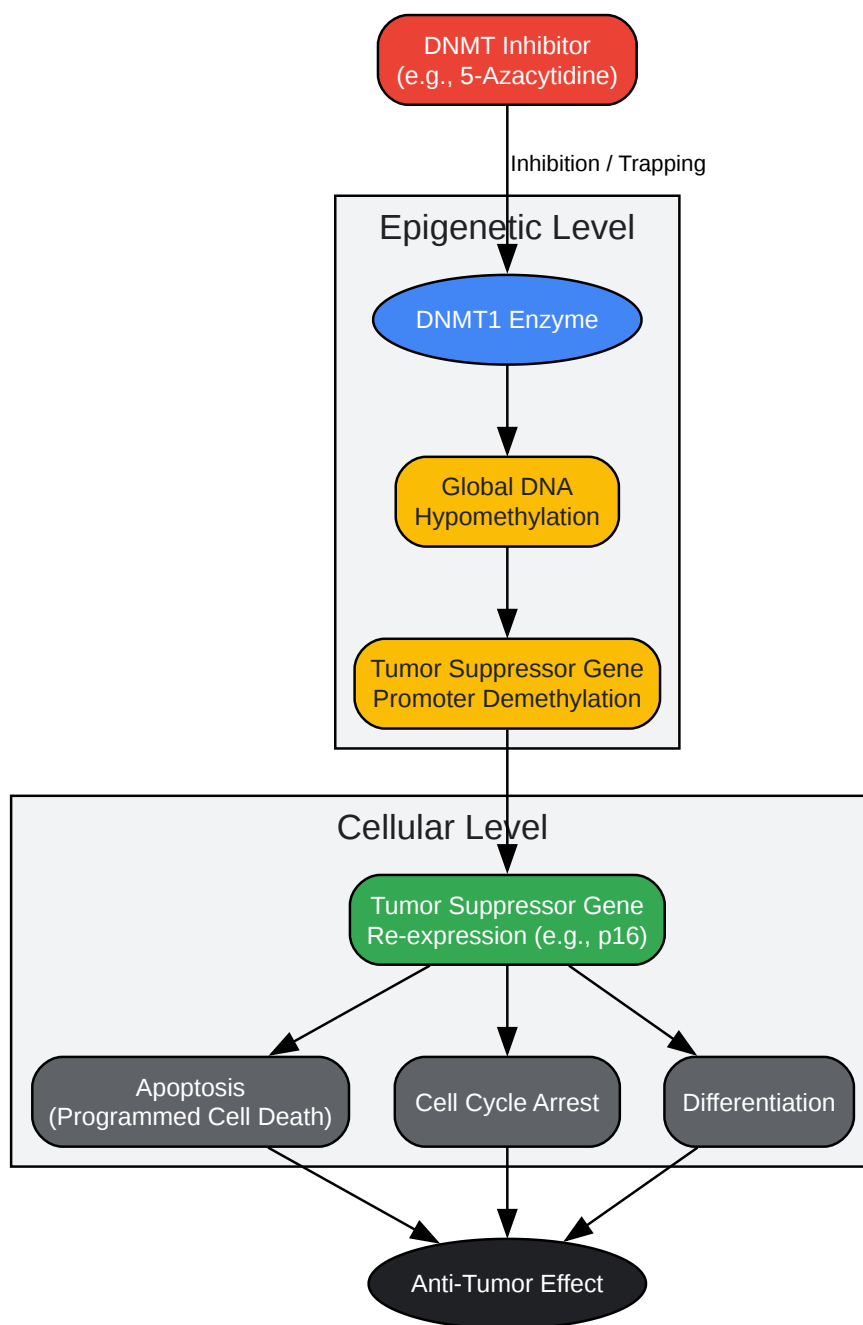 DNMT Inhibitor
(e.g., 5-Azacytidine)
Inhibition / Trapping
Epigenetic Level
DNMT1 Enzyme
Global DNA
Hypomethylation
Tumor Suppressor Gene
Promoter Demethylation
Cellular Level
Tumor Suppressor Gene
Re-expression (e.g., p16)
Apoptosis
(Programmed Cell Death)
Cell Cycle Arrest
Differentiation
Anti-Tumor Effect